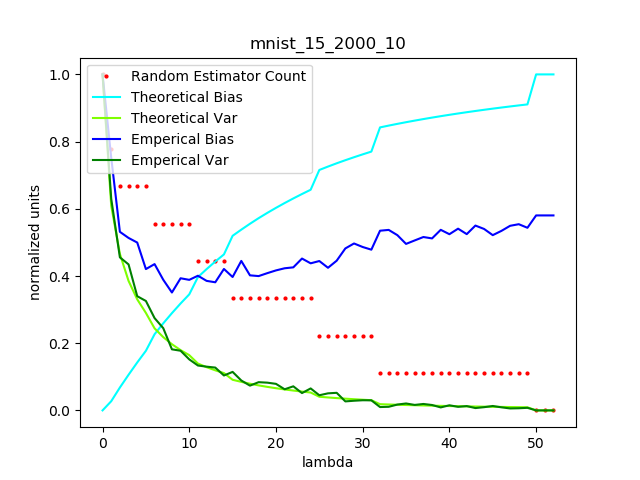 mnist_15_2000_10
1.0
0.8
0.6
0.4
0.2
0.0
normalized units
Random Estimator Count
Theoretical Bias
Theoretical Var
Emperical Bias
Emperical Var
0
10
20
30
40
50
lambda